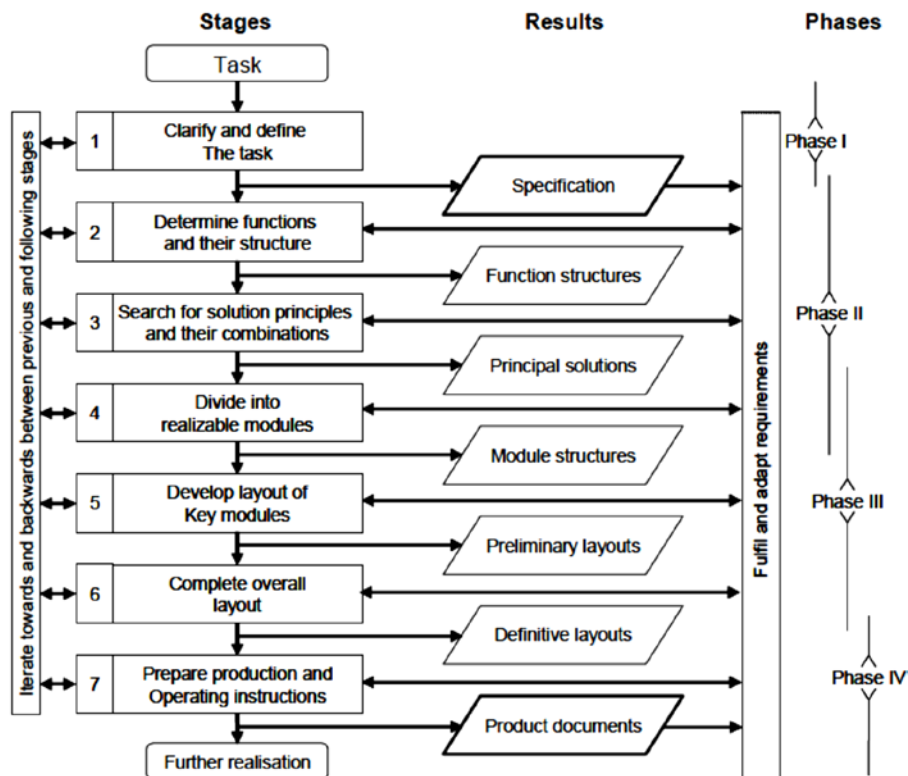 Stages
Results
Phases
Task
1
Clarify and define
The task
Phase I
Specification
2
Determine functions
and their structure
Function structures
3
Search for solution principles
and their combinations
Phase II
Principal solutions
4
Divide into
realizable modules
Module structures
5
Develop layout of
Key modules
Phase III
Preliminary layouts
6
Complete overall
layout
Definitive layouts
7
Prepare production and
Operating instructions
Phase IV
Product documents
Further realisation
Iterate towards and backwards between previous and following stages
Fulfil and adapt requirements